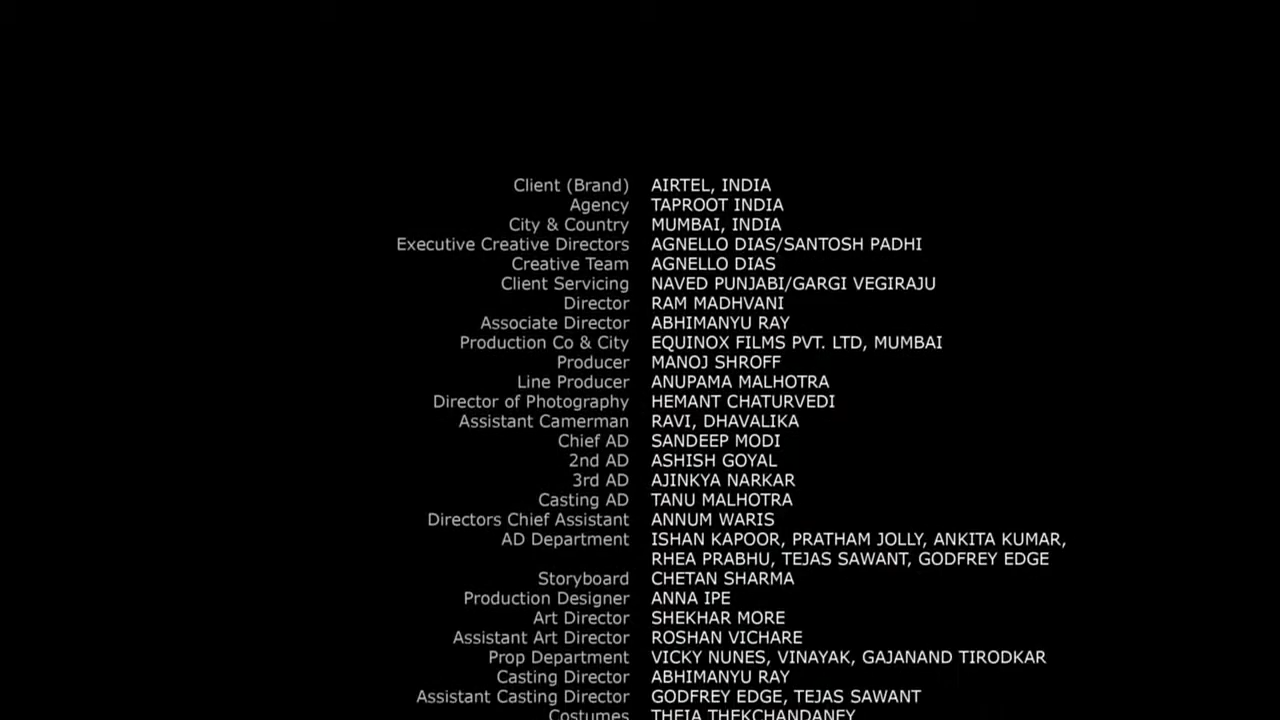 Client (Brand) AIRTEL, INDIA
Agency TAPROOT INDIA
City & Country MUMBAI, INDIA
Executive Creative Directors AGNELLO DIAS/SANTOSH PADHI
Creative Team AGNELLO DIAS
Client Servicing NAVED PUNJABI/GARGI VEGIRAJU
Director RAM MADHVANI
Associate Director ABHIMANYU RAY
Production Co & City EQUINOX FILMS PVT. LTD, MUMBAI
Producer MANOJ SHROFF
Line Producer ANUPAMA MALHOTRA
Director of Photography HEMANT CHATURVEDI
Assistant Camerman RAVI, DHAVALIKA
Chief AD SANDEEP MODI
2nd AD ASHISH GOYAL
3rd AD AJINKYA NARKAR
Casting AD TANU MALHOTRA
Directors Chief Assistant ANNUM WARIS
AD Department ISHAN KAPOOR, PRATHAM JOLLY, ANKITA KUMAR,
RHEA PRABHU, TEJAS SAWANT, GODFREY EDGE
Storyboard CHETAN SHARMA
Production Designer ANNA IPE
Art Director SHEKHAR MORE
Assistant Art Director ROSHAN VICHARE
Prop Department VICKY NUNES, VINAYAK, GAJANAND TIRODKAR
Casting Director ABHIMANYU RAY
Assistant Casting Director GODFREY EDGE, TEJAS SAWANT
Costumes THEIA THEKCHANDANEY